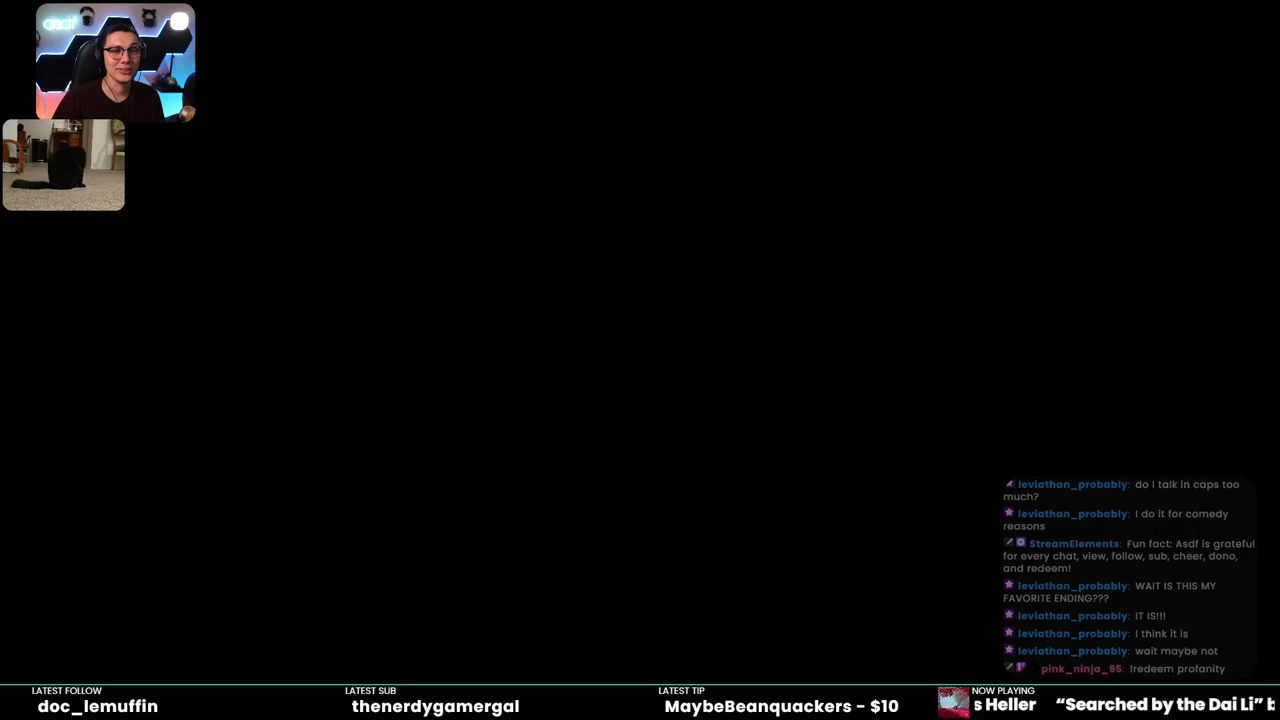 asdf
leviathan_probably: do I talk in caps too
much?
leviathan_probably: I do it for comedy
reasons
StreamElements: Fun fact: Asdf is grateful
for every chat, view, follow, sub, cheer, dono,
and redeem!
leviathan_probably: WAIT IS THIS MY
FAVORITE ENDING???
leviathan_probably: IT IS!!!
leviathan_probably: I think it is
leviathan_probably: wait maybe not
pink_ninja_95: !redeem profanity
LATEST FOLLOW
doc_lemuffin
LATEST SUB
thenerdygamergal
LATEST TIP
MaybeBeanquackers - $10
NOW PLAYING
s Heller “Searched by the Dai Li” b